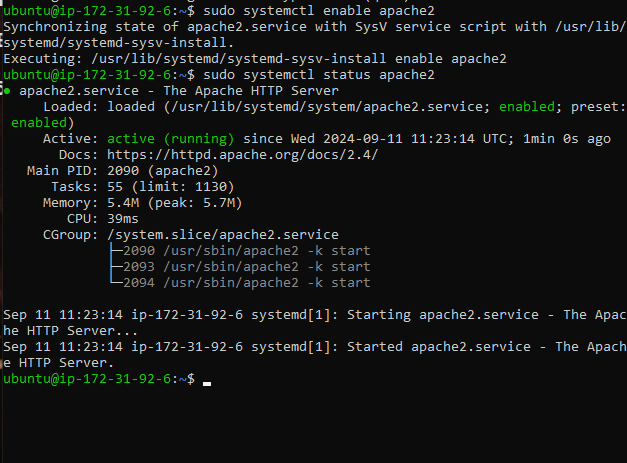 ubuntu@ip-172-31-92-6:~$ sudo systemctl enable apache2
Synchronizing state of apache2.service with SysV service script with /usr/lib/
systemd/systemd-sysv-install.
Executing: /usr/lib/systemd/systemd-sysv-install enable apache2
ubuntu@ip-172-31-92-6:~$ sudo systemctl status apache2
● apache2.service - The Apache HTTP Server
     Loaded: loaded (/usr/lib/systemd/system/apache2.service; enabled; preset:
 enabled)
     Active: active (running) since Wed 2024-09-11 11:23:14 UTC; 1min 0s ago
       Docs: https://httpd.apache.org/docs/2.4/
   Main PID: 2090 (apache2)
      Tasks: 55 (limit: 1130)
     Memory: 5.4M (peak: 5.7M)
        CPU: 39ms
     CGroup: /system.slice/apache2.service
             ├─2090 /usr/sbin/apache2 -k start
             ├─2093 /usr/sbin/apache2 -k start
             └─2094 /usr/sbin/apache2 -k start
Sep 11 11:23:14 ip-172-31-92-6 systemd[1]: Starting apache2.service - The Apac
he HTTP Server...
Sep 11 11:23:14 ip-172-31-92-6 systemd[1]: Started apache2.service - The Apach
e HTTP Server.
ubuntu@ip-172-31-92-6:~$